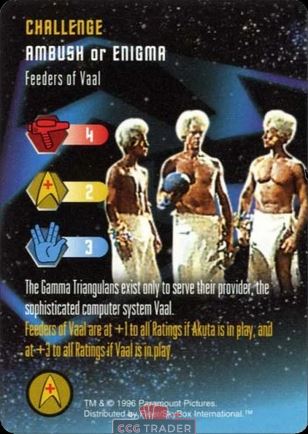 CHALLENGE
AMBUSH or ENIGMA
Feeders of Vaal
4
2
3
The Gamma Triangulans exist only to serve their provider, the
sophisticated computer system Vaal.
Feeders of Vaal are at +1 to all Ratings if Akuta is in play, and
at +3 to all Ratings if Vaal is in play.
TM & © 1996 Paramount Pictures.
Distributed by SkyBox International.™
CCG TRADER